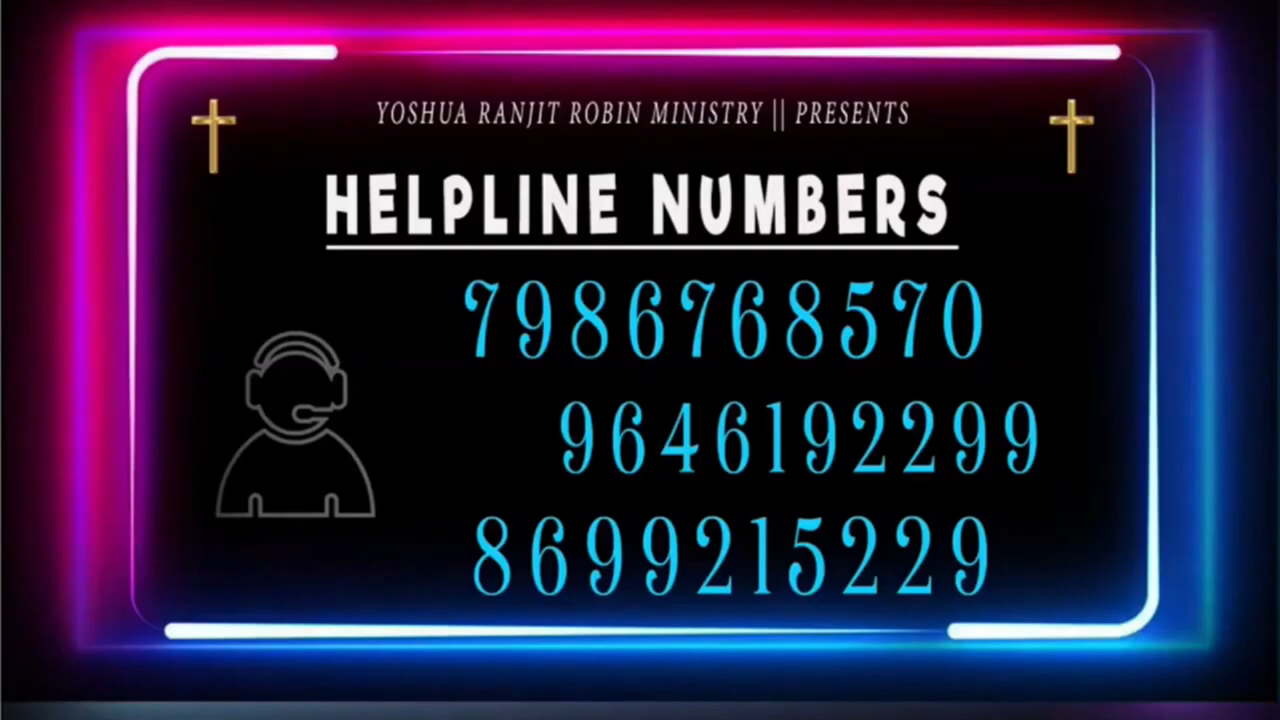 YOSHUA RANJIT ROBIN MINISTRY || PRESENTS
HELPLINE NUMBERS
7986768570
9646192299
8699215229